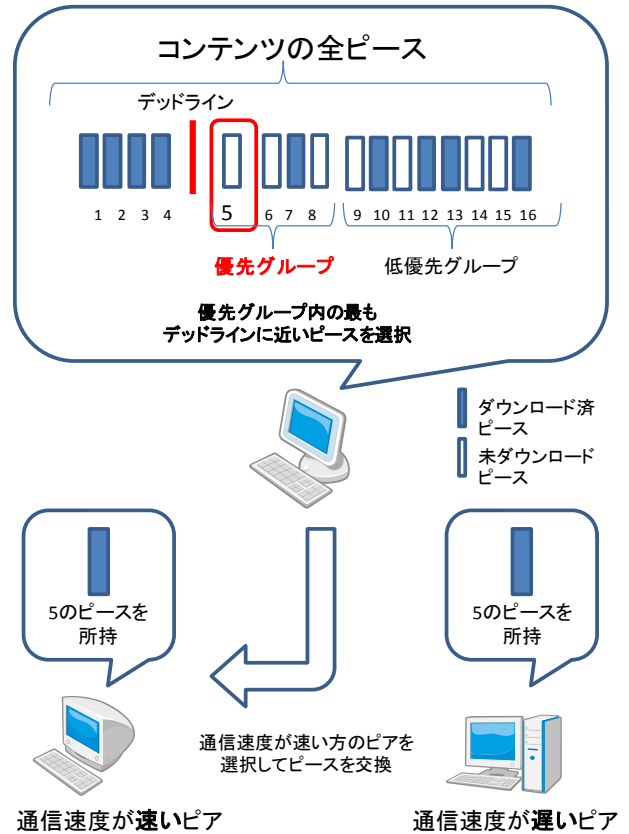 コンテンツの全ピース
デッドライン
1 2 3 4 5 6 7 8 9 10 11 12 13 14 15 16
優先グループ 低優先グループ
優先グループ内の最も
デッドラインに近いピースを選択
ダウンロード済
ピース
未ダウンロード
ピース
5のピースを
所持
5のピースを
所持
通信速度が速い方のピアを
選択してピースを交換
通信速度が速いピア
通信速度が遅いピア